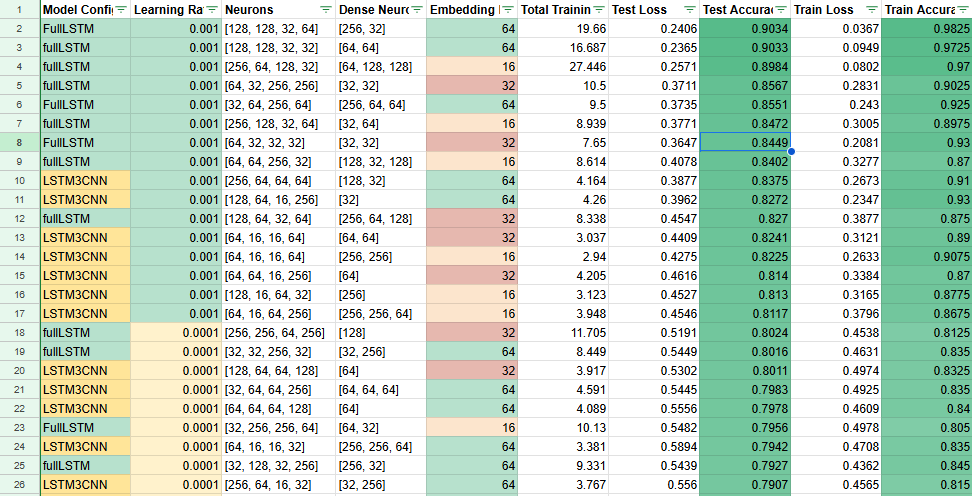 1 Model Config Learning Ra Neurons Dense Neuro Embedding Total Trainin Test Loss Test Accurac Train Loss Train Accura
2 FullLSTM 0.001 [128, 128, 32, 64] [256, 32] 64 19.66 0.2406 0.9034 0.0367 0.9825
3 fullLSTM 0.001 [128, 128, 32, 32] [64, 64] 64 16.687 0.2365 0.9033 0.0949 0.9725
4 fullLSTM 0.001 [256, 64, 128, 32] [64, 128, 128] 16 27.446 0.2571 0.8984 0.0802 0.97
5 fullLSTM 0.001 [64, 32, 256, 256] [32, 32] 32 10.5 0.3711 0.8567 0.2831 0.9025
6 FullLSTM 0.001 [32, 64, 256, 64] [256, 64, 64] 64 9.5 0.3735 0.8551 0.243 0.925
7 fullLSTM 0.001 [256, 128, 32, 64] [32, 64] 16 8.939 0.3771 0.8472 0.3005 0.8975
8 FullLSTM 0.001 [64, 32, 32, 32] [32, 32] 32 7.65 0.3647 0.8449 0.2081 0.93
9 fullLSTM 0.001 [64, 64, 256, 32] [128, 32, 128] 16 8.614 0.4078 0.8402 0.3277 0.87
10 LSTM3CNN 0.001 [256, 64, 64, 64] [128, 32] 16 4.164 0.3877 0.8375 0.2673 0.91
11 LSTM3CNN 0.001 [128, 64, 16, 256] [32] 64 4.26 0.3962 0.8272 0.2347 0.93
12 fullLSTM 0.001 [128, 64, 32, 64] [256, 64, 128] 32 8.338 0.4547 0.827 0.3877 0.875
13 LSTM3CNN 0.001 [64, 16, 16, 64] [64, 64] 32 3.037 0.4409 0.8241 0.3121 0.89
14 LSTM3CNN 0.001 [64, 16, 16, 64] [256, 256] 16 2.94 0.4275 0.8225 0.2633 0.9075
15 LSTM3CNN 0.001 [64, 64, 16, 256] [64] 32 4.205 0.4616 0.814 0.3384 0.87
16 LSTM3CNN 0.001 [128, 16, 64, 32] [256] 16 3.123 0.4527 0.813 0.3165 0.8775
17 LSTM3CNN 0.001 [64, 16, 64, 256] [256, 256, 64] 16 3.948 0.4546 0.8117 0.3796 0.8675
18 fullLSTM 0.0001 [256, 256, 64, 256] [128] 32 11.705 0.5191 0.8024 0.4538 0.8125
19 fullLSTM 0.0001 [32, 32, 256, 32] [32, 256] 64 8.449 0.5449 0.8016 0.4631 0.835
20 LSTM3CNN 0.0001 [128, 64, 64, 128] [64] 32 3.917 0.5302 0.8011 0.4974 0.8325
21 LSTM3CNN 0.0001 [32, 64, 64, 256] [64, 64, 64] 64 4.591 0.5445 0.7983 0.4925 0.835
22 LSTM3CNN 0.0001 [64, 64, 64, 128] [64] 64 4.089 0.5556 0.7978 0.4609 0.84
23 FullLSTM 0.0001 [32, 256, 256, 64] [32, 64] 16 10.13 0.5482 0.7956 0.4978 0.805
24 LSTM3CNN 0.0001 [64, 16, 16, 32] [256, 256, 64] 64 3.381 0.5894 0.7942 0.4708 0.835
25 fullLSTM 0.0001 [32, 128, 32, 256] [256, 32] 64 9.331 0.5439 0.7927 0.4362 0.845
26 LSTM3CNN 0.0001 [256, 64, 16, 32] [32, 256] 64 3.767 0.556 0.7907 0.4565 0.815